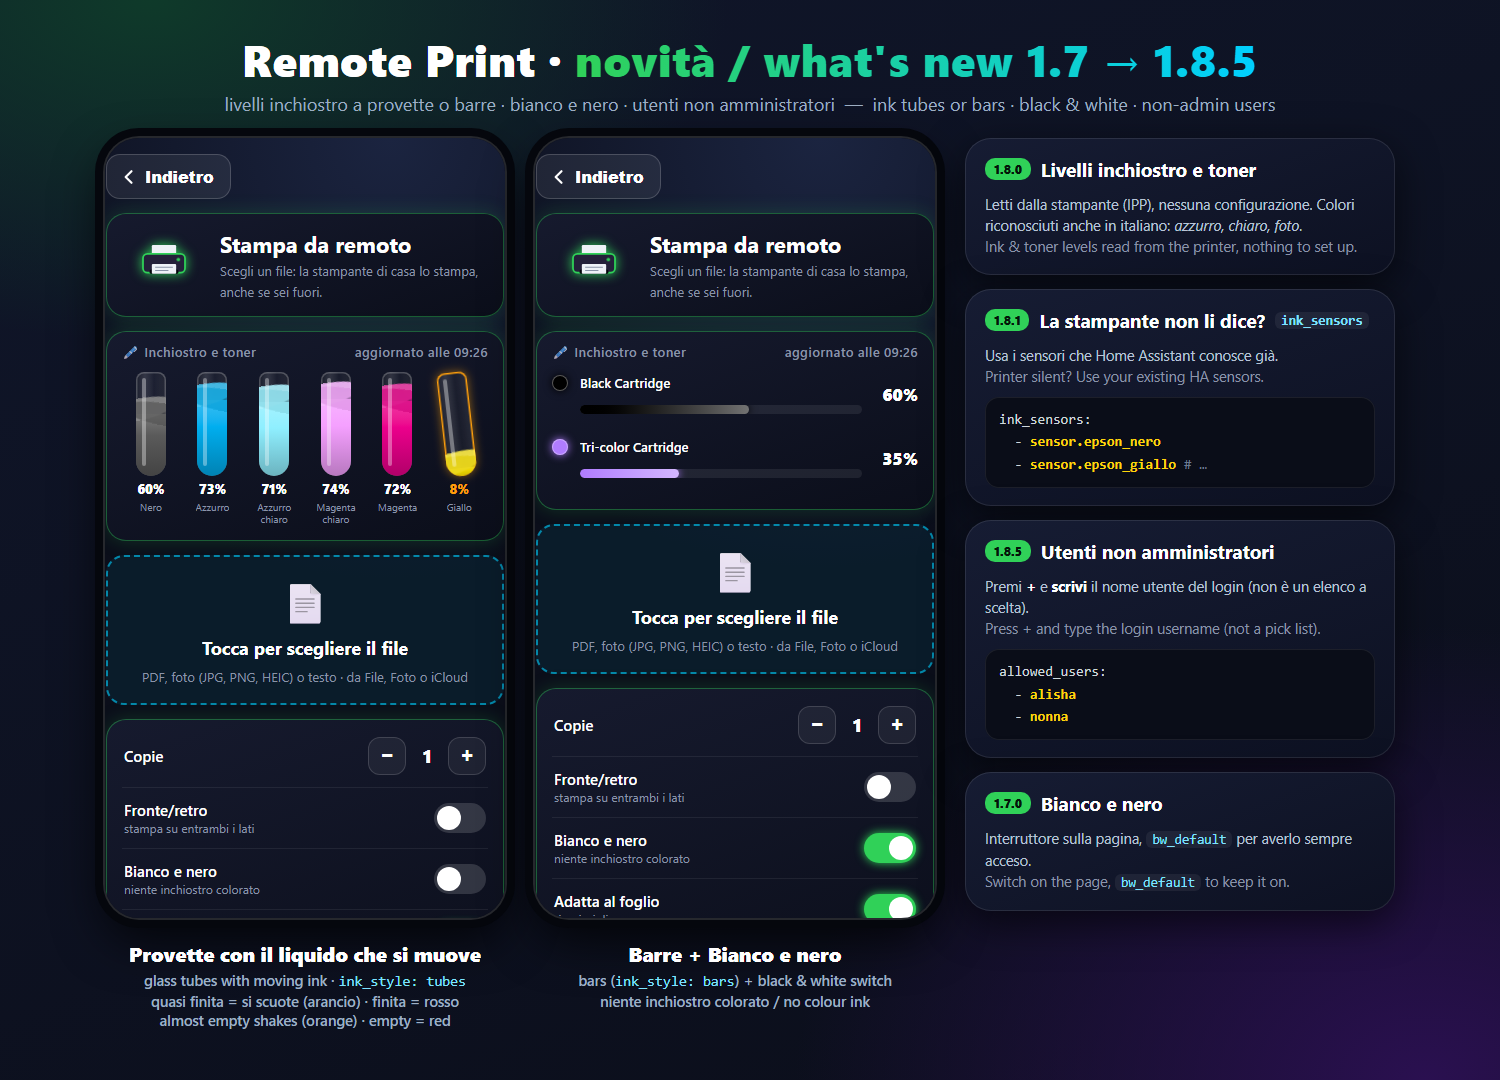 Remote Print · novità / what's new 1.7 → 1.8.5
livelli inchiostro a provette o barre · bianco e nero · utenti non amministratori — ink tubes or bars · black & white · non-admin users
Indietro
Stampa da remoto
Scegli un file: la stampante di casa lo stampa,
anche se sei fuori.
Inchiostro e toner
aggiornato alle 09:26
60% 73% 71% 74% 72% 8%
Nero Azzurro Azzurro chiaro Magenta chiaro Magenta Giallo
Tocca per scegliere il file
PDF, foto (JPG, PNG, HEIC) o testo · da File, Foto o iCloud
Copie − 1 +
Fronte/retro
stampa su entrambi i lati
Bianco e nero
niente inchiostro colorato
Provette con il liquido che si muove
glass tubes with moving ink · ink_style: tubes
quasi finita = si scuote (arancio) · finita = rosso
almost empty shakes (orange) · empty = red
Indietro
Stampa da remoto
Scegli un file: la stampante di casa lo stampa,
anche se sei fuori.
Inchiostro e toner
aggiornato alle 09:26
Black Cartridge
60%
Tri-color Cartridge
35%
Tocca per scegliere il file
PDF, foto (JPG, PNG, HEIC) o testo · da File, Foto o iCloud
Copie − 1 +
Fronte/retro
stampa su entrambi i lati
Bianco e nero
niente inchiostro colorato
Adatta al foglio
Barre + Bianco e nero
bars (ink_style: bars) + black & white switch
niente inchiostro colorato / no colour ink
1.8.0 Livelli inchiostro e toner
Letti dalla stampante (IPP), nessuna configurazione. Colori
riconosciuti anche in italiano: azzurro, chiaro, foto.
Ink & toner levels read from the printer, nothing to set up.
1.8.1 La stampante non li dice? ink_sensors
Usa i sensori che Home Assistant conosce già.
Printer silent? Use your existing HA sensors.
ink_sensors:
- sensor.epson_nero
- sensor.epson_giallo # …
1.8.5 Utenti non amministratori
Premi + e scrivi il nome utente del login (non è un elenco a
scelta).
Press + and type the login username (not a pick list).
allowed_users:
- alisha
- nonna
1.7.0 Bianco e nero
Interruttore sulla pagina, bw_default per averlo sempre
acceso.
Switch on the page, bw_default to keep it on.